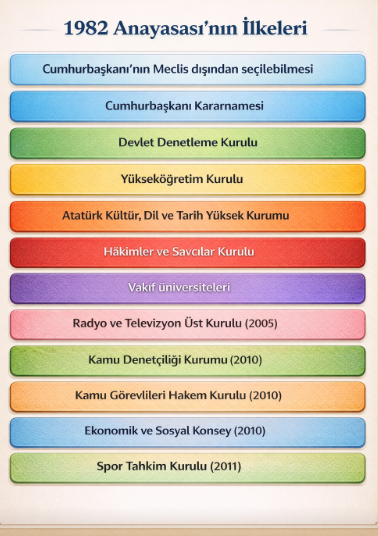 1982 Anayasası'nın İlkeleri
Cumhurbaşkanı'nın Meclis dışından seçilebilmesi
Cumhurbaşkanı Kararnamesi
Devlet Denetleme Kurulu
Yükseköğretim Kurulu
Atatürk Kültür, Dil ve Tarih Yüksek Kurumu
Hâkimler ve Savcılar Kurulu
Vakıf üniversiteleri
Radyo ve Televizyon Üst Kurulu (2005)
Kamu Denetçiliği Kurumu (2010)
Kamu Görevlileri Hakem Kurulu (2010)
Ekonomik ve Sosyal Konsey (2010)
Spor Tahkim Kurulu (2011)